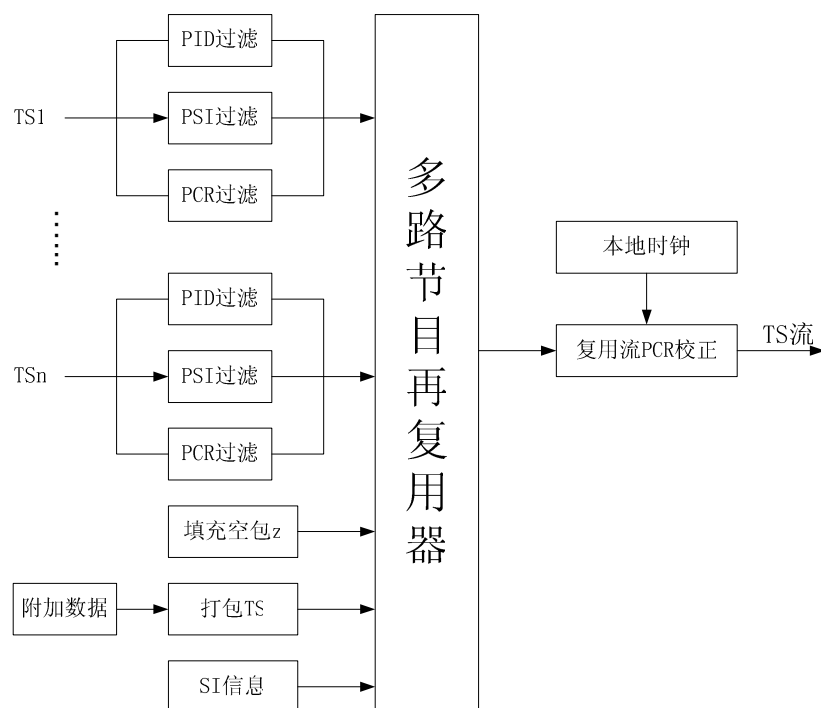 PID过滤
TS1
PSI过滤
PCR过滤
......
多路节目再复用器
本地时钟
PID过滤
TSn
PSI过滤
复用流PCR校正
TS流
PCR过滤
填充空包z
附加数据
打包TS
SI信息